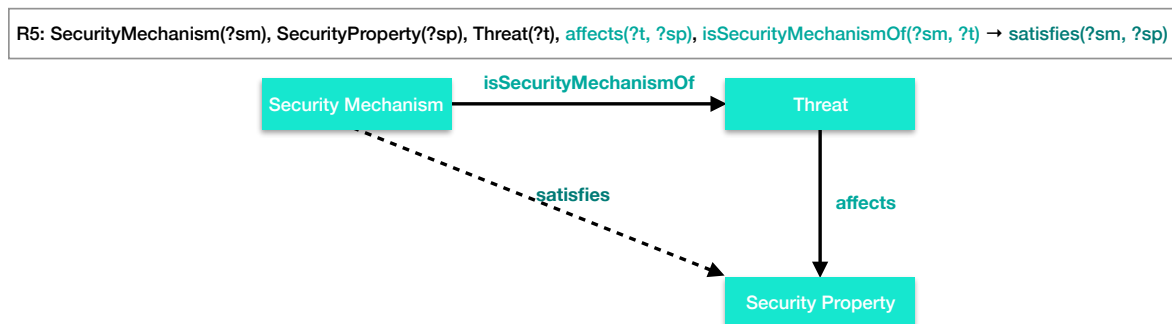 R5: SecurityMechanism(?sm), SecurityProperty(?sp), Threat(?t), affects(?t, ?sp), isSecurityMechanismOf(?sm, ?t) → satisfies(?sm, ?sp)
isSecurityMechanismOf
Security Mechanism
Threat
satisfies
affects
Security Property